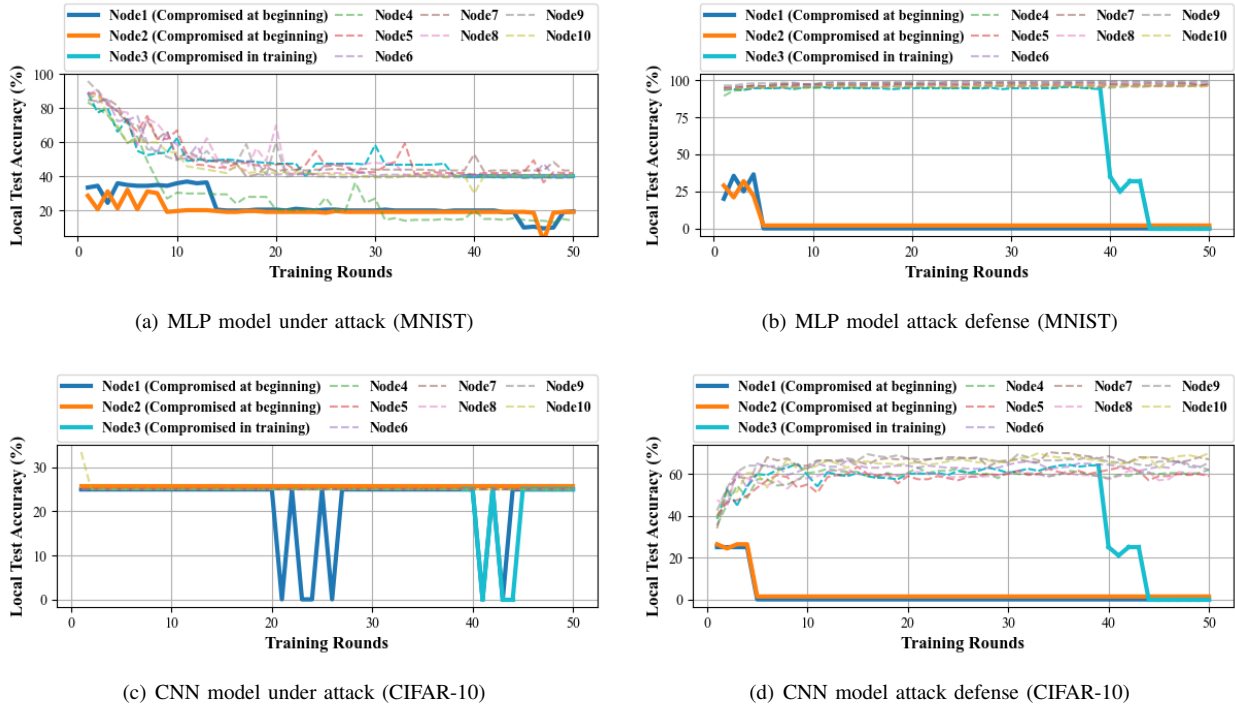 Node1 (Compromised at beginning) Node4 Node7 Node9
Node2 (Compromised at beginning) Node5 Node8 Node10
Node3 (Compromised in training) Node6
Local Test Accuracy (%)
100
80
60
40
20
0 10 20 30 40 50
Training Rounds
(a) MLP model under attack (MNIST)
Node1 (Compromised at beginning) Node4 Node7 Node9
Node2 (Compromised at beginning) Node5 Node8 Node10
Node3 (Compromised in training) Node6
Local Test Accuracy (%)
100
75
50
25
0
0 10 20 30 40 50
Training Rounds
(b) MLP model attack defense (MNIST)
Node1 (Compromised at beginning) Node4 Node7 Node9
Node2 (Compromised at beginning) Node5 Node8 Node10
Node3 (Compromised in training) Node6
Local Test Accuracy (%)
30
20
10
0
0 10 20 30 40 50
Training Rounds
(c) CNN model under attack (CIFAR-10)
Node1 (Compromised at beginning) Node4 Node7 Node9
Node2 (Compromised at beginning) Node5 Node8 Node10
Node3 (Compromised in training) Node6
Local Test Accuracy (%)
60
40
20
0
0 10 20 30 40 50
Training Rounds
(d) CNN model attack defense (CIFAR-10)